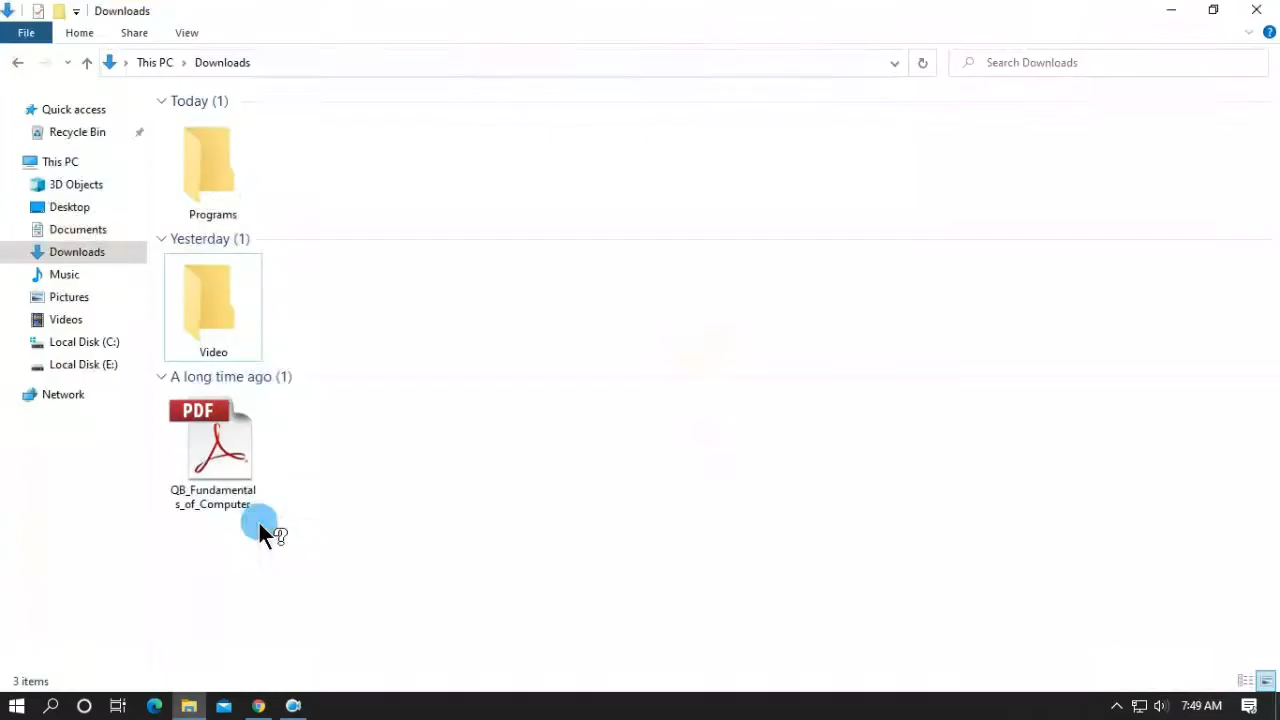 Downloads
File Home Share View
This PC Downloads
Search Downloads
Quick access
Recycle Bin
This PC
3D Objects
Desktop
Documents
Downloads
Music
Pictures
Videos
Local Disk (C:)
Local Disk (E:)
Network
Today (1)
Programs
Yesterday (1)
Video
A long time ago (1)
PDF
QB_Fundamental
s_of_Computer
3 items
7:49 AM